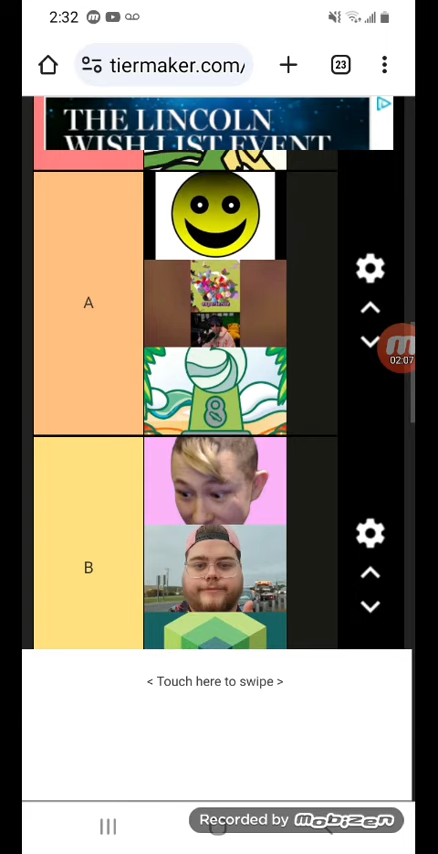 2:32
tiermaker.com/
23
THE LINCOLN
WISH LIST EVENT
A
8
02:07
B
< Touch here to swipe >
Recorded by MOBIZEN